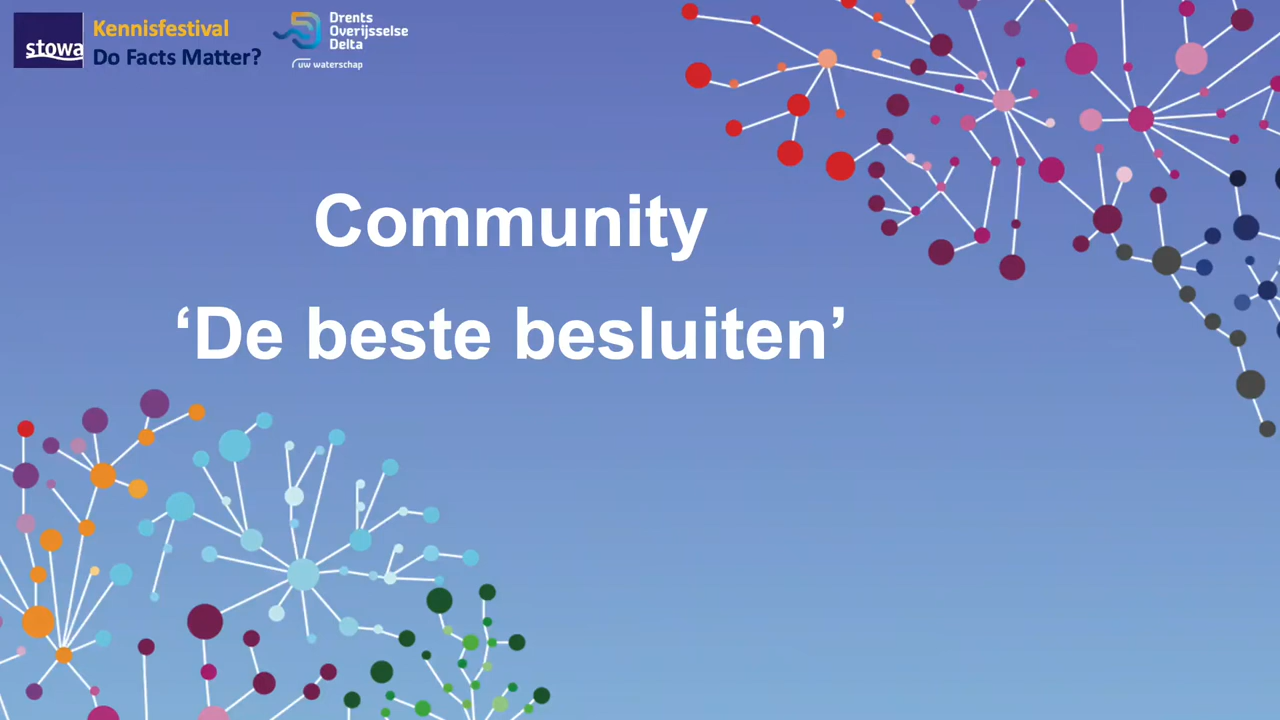 stowa
Kennisfestival
Do Facts Matter?
Drents
Overijsselse
Delta
uw waterschap
Community
‘De beste besluiten’